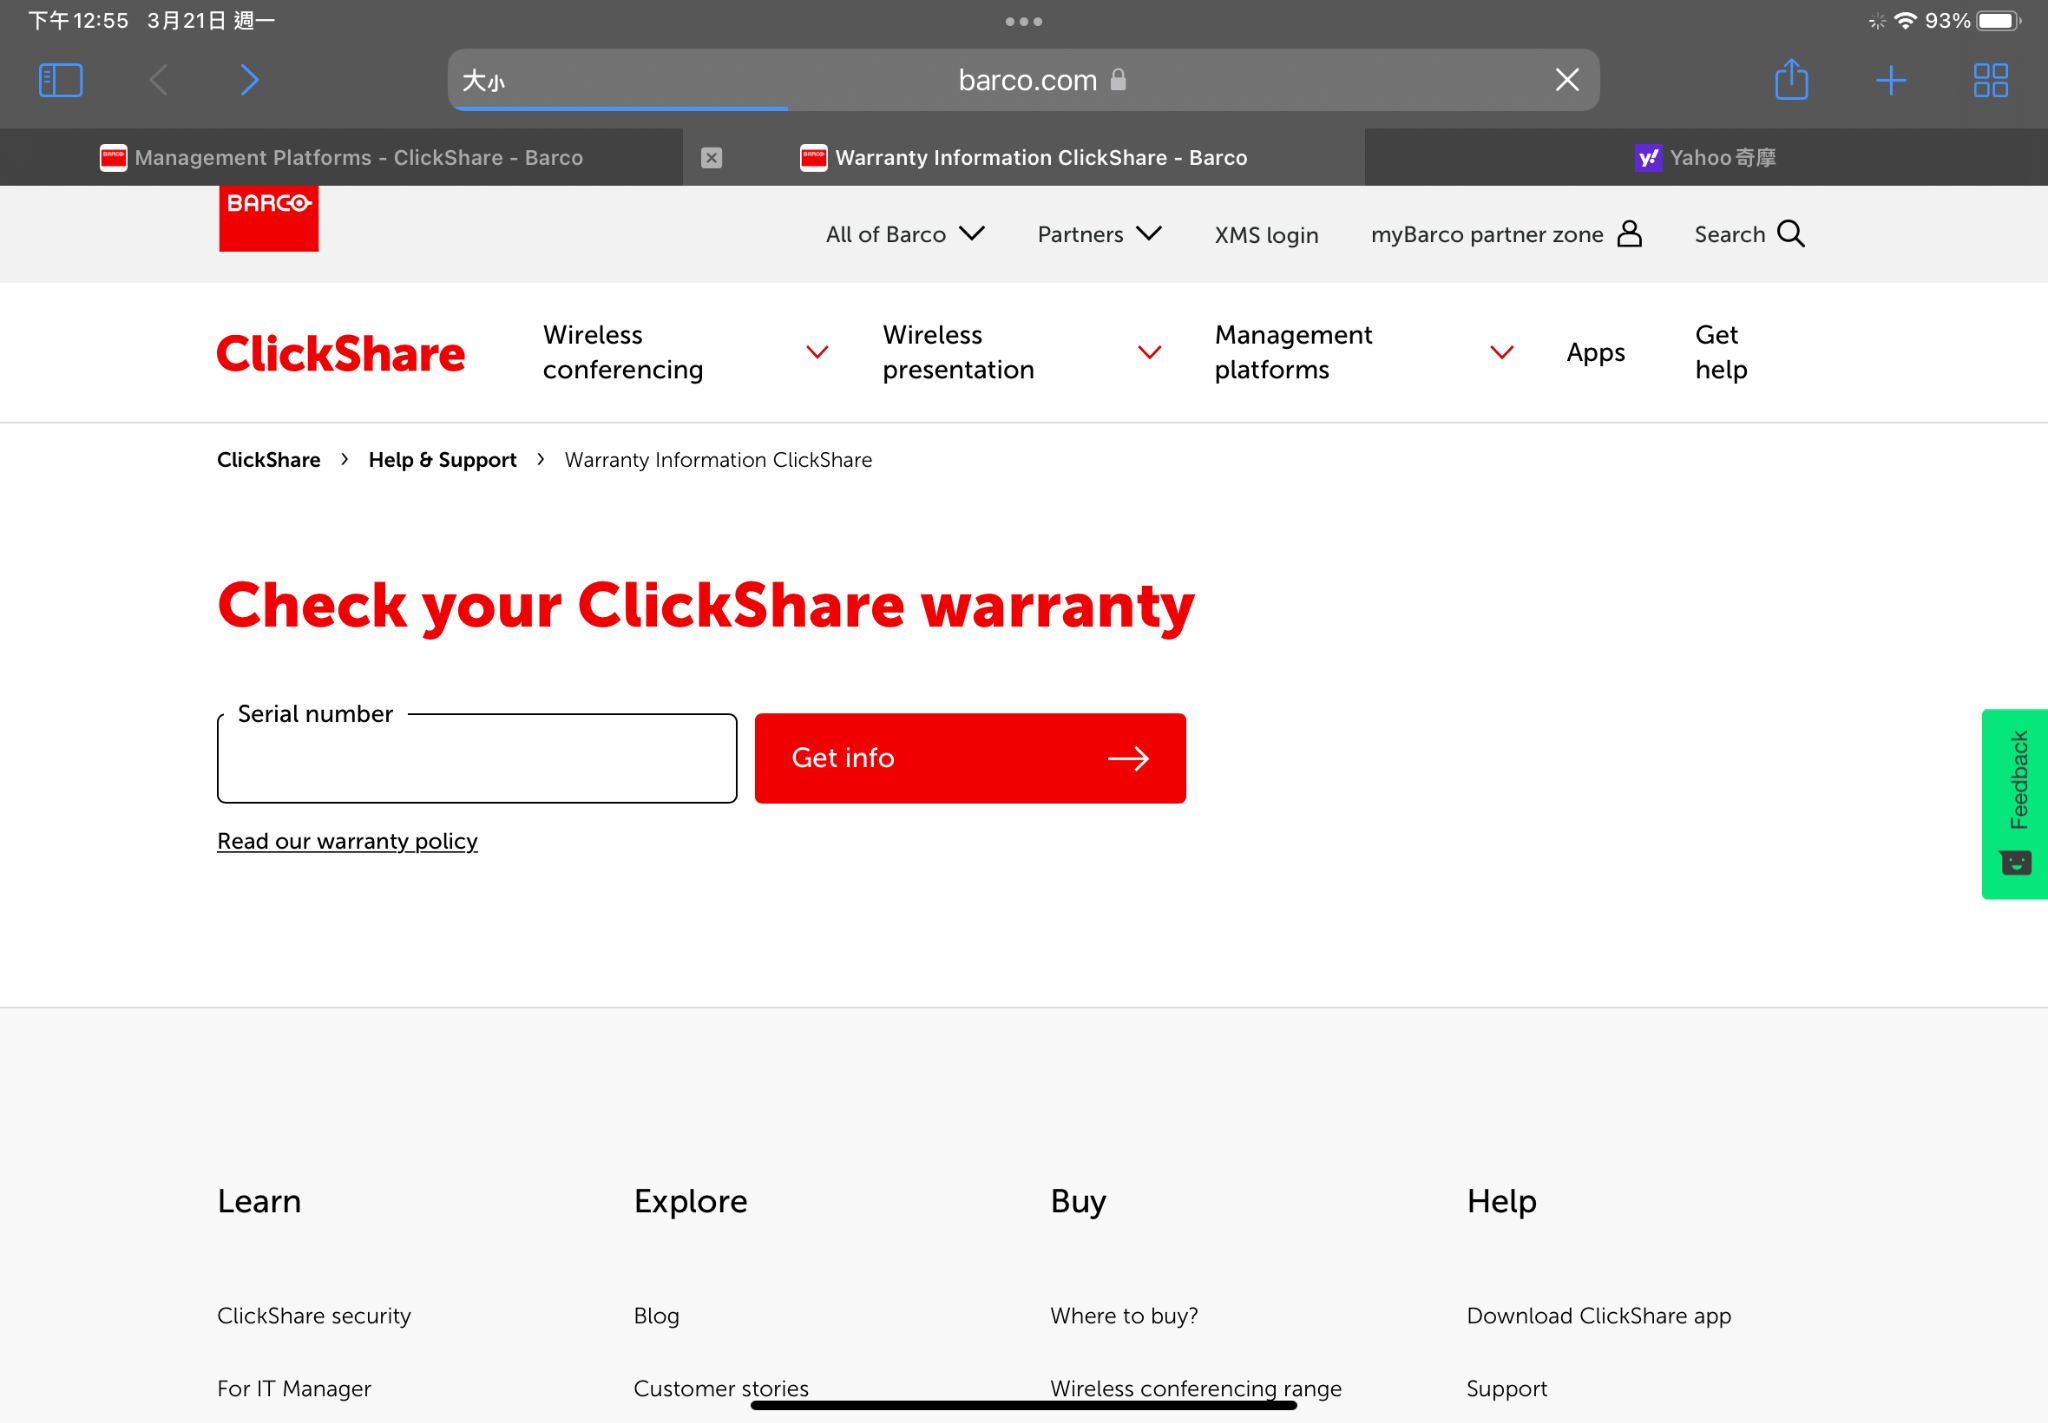 下午12:55 3月21日 週一
93%
大小
barco.com
Management Platforms - ClickShare - Barco
Warranty Information ClickShare - Barco
Yahoo奇摩
BARCO
All of Barco
Partners
XMS login
myBarco partner zone
Search
ClickShare
Wireless
conferencing
Wireless
presentation
Management
platforms
Apps
Get
help
ClickShare > Help & Support > Warranty Information ClickShare
Check your ClickShare warranty
Serial number
Get info
Read our warranty policy
Feedback
Learn
Explore
Buy
Help
ClickShare security
Blog
Where to buy?
Download ClickShare app
For IT Manager
Customer stories
Wireless conferencing range
Support